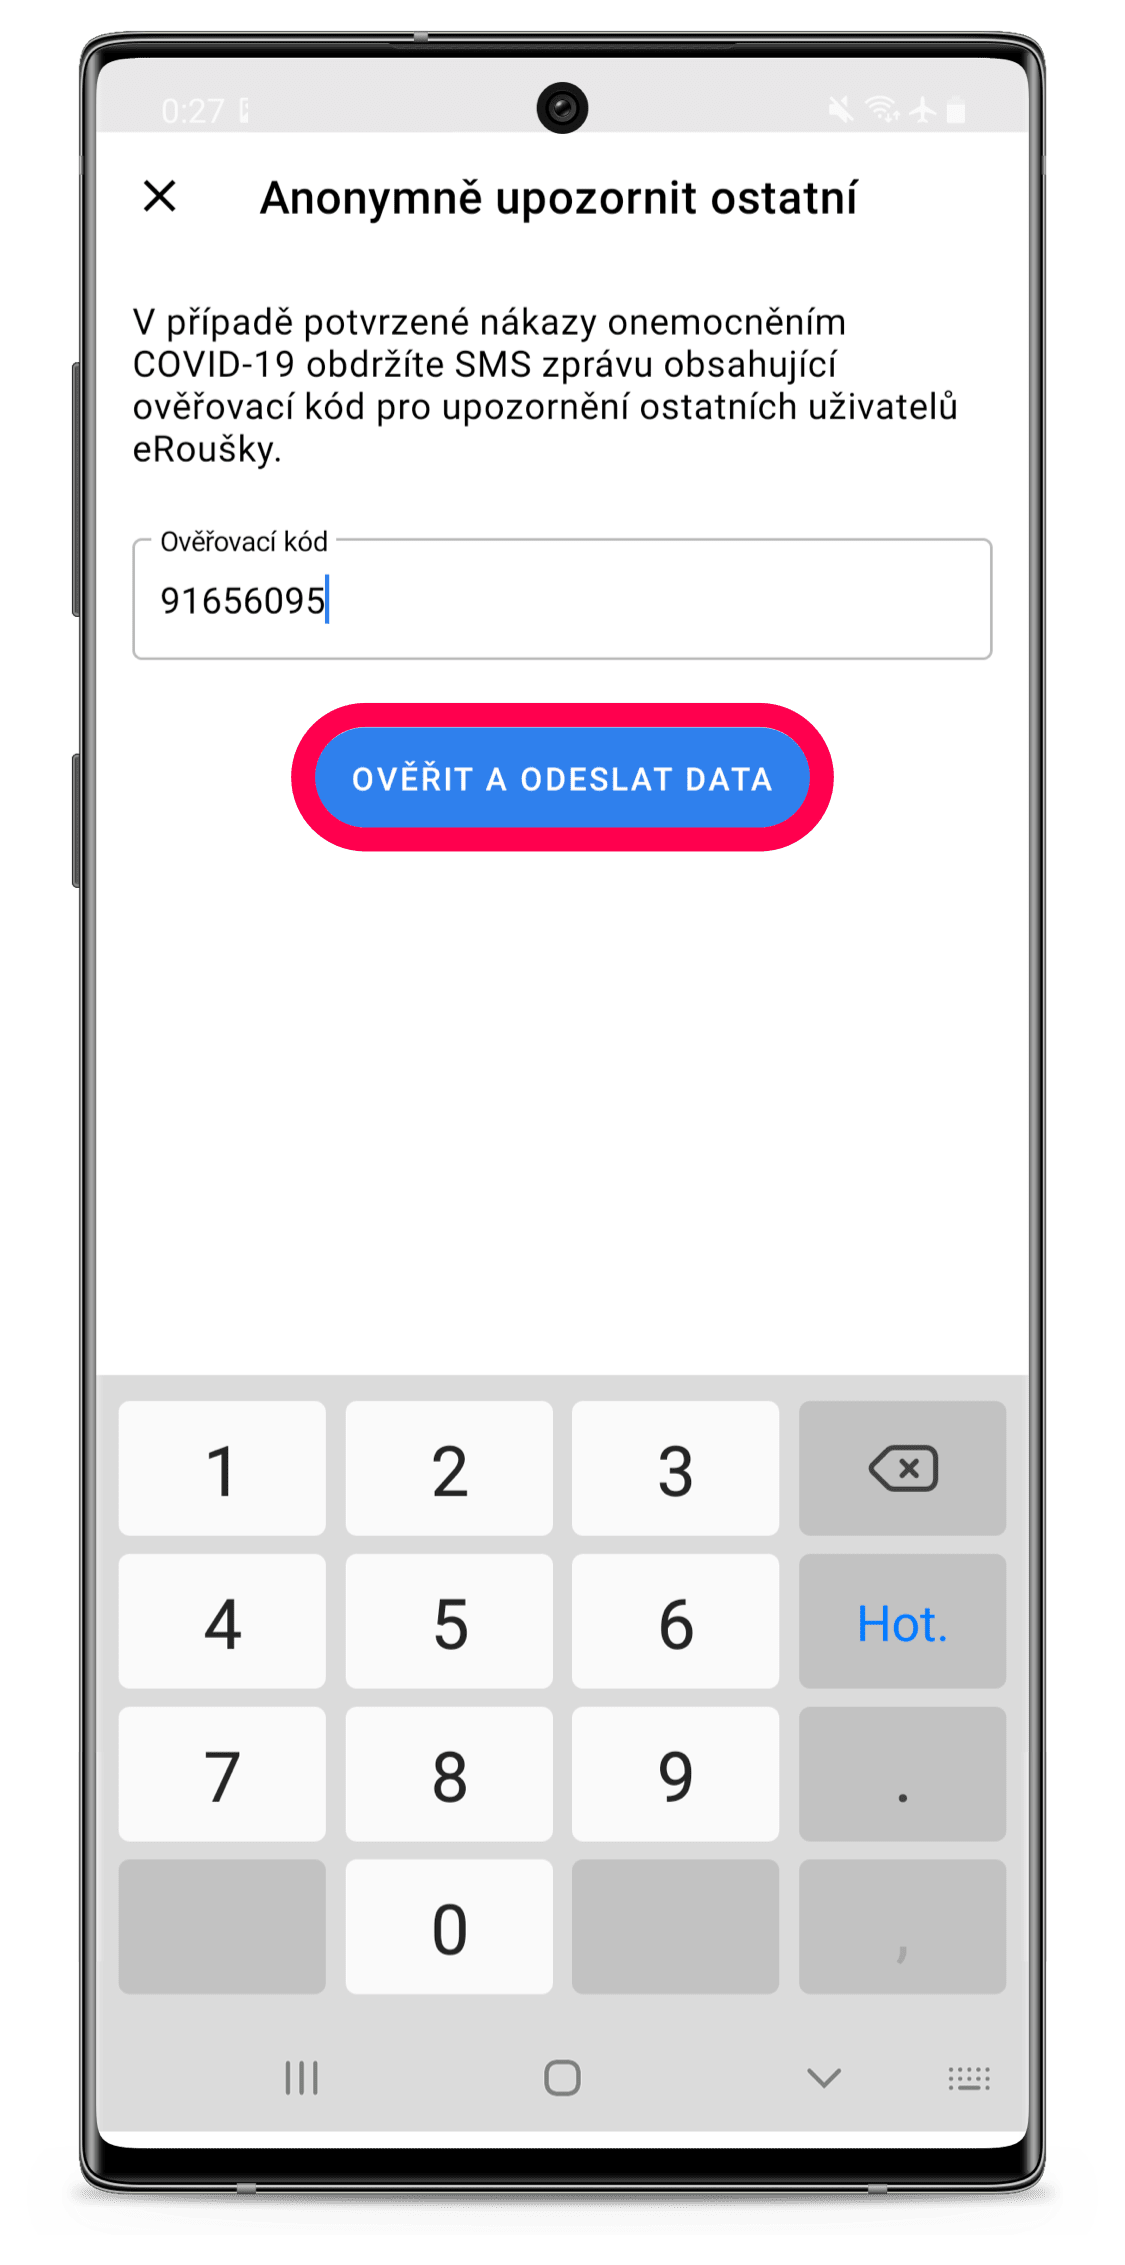 0:27
Anonymně upozornit ostatní
V případě potvrzené nákazy onemocněním
COVID-19 obdržíte SMS zprávu obsahující
ověřovací kód pro upozornění ostatních uživatelů
eRoušky.
Ověřovací kód
91656095
OVĚŘIT A ODESLAT DATA
1 2 3
4 5 6 Hot.
7 8 9 .
0 ,